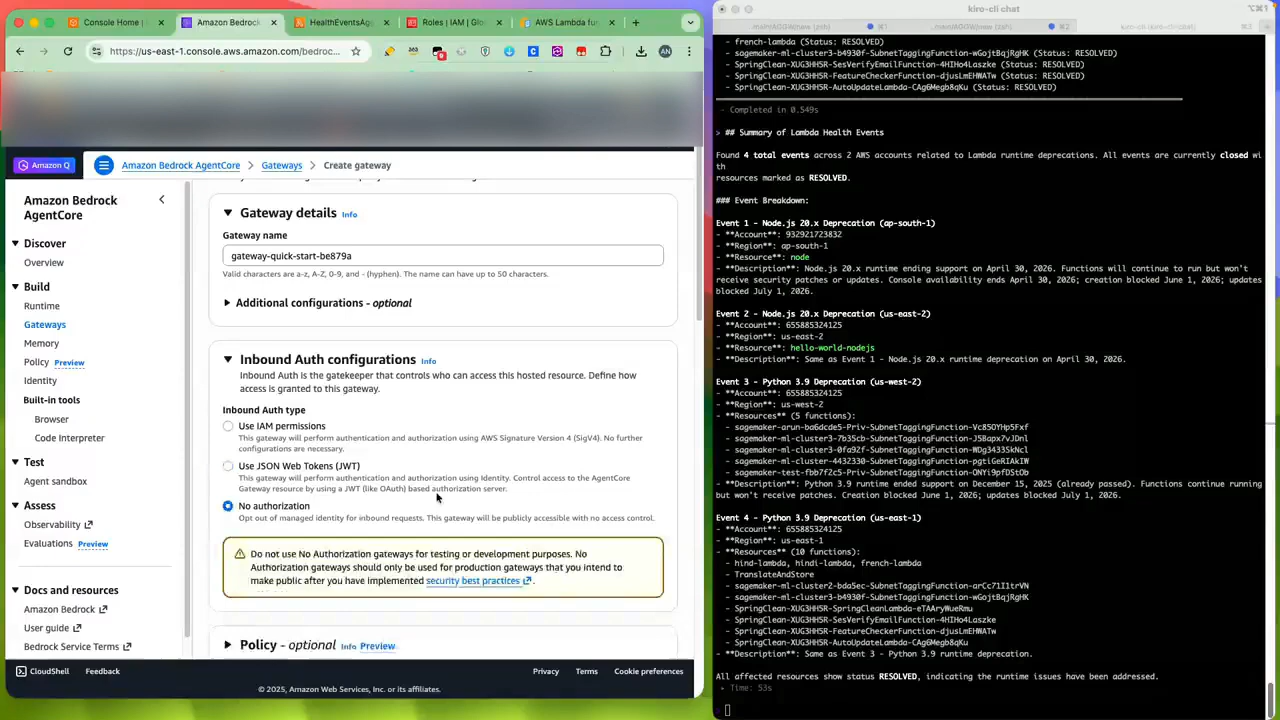 Console Home |
Amazon Bedrock
HealthEventsAg
Roles | IAM | Glo
AWS Lambda fu
https://us-east-1.console.aws.amazon.com/bedroc...
AN
Amazon Q
Amazon Bedrock AgentCore
Gateways
Create gateway
Amazon Bedrock
AgentCore
Discover
Overview
Build
Runtime
Gateways
Memory
Policy Preview
Identity
Built-in tools
Browser
Code Interpreter
Test
Agent sandbox
Assess
Observability
Evaluations Preview
Docs and resources
Amazon Bedrock
User guide
Bedrock Service Terms
Gateway details Info
Gateway name
gateway-quick-start-be879a
Valid characters are a-z, A-Z, 0-9, and - (hyphen). The name can have up to 50 characters.
Additional configurations - optional
Inbound Auth configurations Info
Inbound Auth is the gatekeeper that controls who can access this hosted resource. Define how
access is granted to this gateway.
Inbound Auth type
Use IAM permissions
This gateway will perform authentication and authorization using AWS Signature Version 4 (SigV4). No further
configurations are necessary.
Use JSON Web Tokens (JWT)
This gateway will perform authentication and authorization using Identity. Control access to the AgentCore
Gateway resource by using a JWT (like OAuth) based authorization server.
No authorization
Opt out of managed identity for inbound requests. This gateway will be publicly accessible with no access control.
Do not use No Authorization gateways for testing or development purposes. No
Authorization gateways should only be used for production gateways that you intend to
make public after you have implemented security best practices.
Policy - optional Info Preview
CloudShell
Feedback
Privacy
Terms
Cookie preferences
© 2025, Amazon Web Services, Inc. or its affiliates.
kiro-cli chat
- french-lambda (Status: RESOLVED)
- sagemaker-ml-cluster3-b4930f-SubnetTaggingFunction-wGojtBqjRgHK (Status: RESOLVED)
- SpringClean-XUG3HH5R-SesVerifyEmailFunction-4HIHo4Laszke (Status: RESOLVED)
- SpringClean-XUG3HH5R-FeatureCheckerFunction-djusLmEHWATw (Status: RESOLVED)
- SpringClean-XUG3HH5R-AutoUpdateLambda-CAg6Megb8qKu (Status: RESOLVED)
- Completed in 0.549s
> ## Summary of Lambda Health Events
Found 4 total events across 2 AWS accounts related to Lambda runtime deprecations. All events are currently closed wi
th
resources marked as RESOLVED.
### Event Breakdown:
Event 1 - Node.js 20.x Deprecation (ap-south-1)
- **Account**: 932921723832
- **Region**: ap-south-1
- **Resource**: node
- **Description**: Node.js 20.x runtime ending support on April 30, 2026. Functions will continue to run but won't
receive security patches or updates. Console availability ends April 30, 2026; creation blocked June 1, 2026; updates
blocked July 1, 2026.
Event 2 - Node.js 20.x Deprecation (us-east-2)
- **Account**: 655885324125
- **Region**: us-east-2
- **Resource**: hello-world-nodejs
- **Description**: Same as Event 1 - Node.js 20.x runtime deprecation on April 30, 2026.
Event 3 - Python 3.9 Deprecation (us-west-2)
- **Account**: 655885324125
- **Region**: us-west-2
- **Resources** (5 functions):
- sagemaker-arun-ba6dcde5-Priv-SubnetTaggingFunction-Vc85OYHp5Fxf
- sagemaker-ml-cluster3-7b35cb-SubnetTaggingFunction-J5Bapx7vJDnl
- sagemaker-ml-cluster3-0fa92f-SubnetTaggingFunction-WDg34335kNcl
- sagemaker-ml-cluster-4432330-SubnetTaggingFunction-pgtiGeRIAkIW
- sagemaker-test-fbb7f2c5-Priv-SubnetTaggingFunction-OENYi9pfDStOb
- **Description**: Python 3.9 runtime ended support on December 15, 2025 (already passed). Functions continue running
but won't receive patches. Creation blocked June 1, 2026; updates blocked July 1, 2026.
Event 4 - Python 3.9 Deprecation (us-east-1)
- **Account**: 655885324125
- **Region**: us-east-1
- **Resources** (10 functions):
- hind-lambda, hindi-lambda, french-lambda
- TranslateAndStore
- sagemaker-ml-cluster2-bda5ec-SubnetTaggingFunction-arCc71I1trVN
- sagemaker-ml-cluster3-b4930f-SubnetTaggingFunction-wGojtBqjRgHK
- SpringClean-XUG3HH5R-SpringCleanLambda-eTAAryWueRmu
- SpringClean-XUG3HH5R-SesVerifyEmailFunction-4HIHo4Laszke
- SpringClean-XUG3HH5R-FeatureCheckerFunction-djusLmEHWATw
- SpringClean-XUG3HH5R-AutoUpdateLambda-CAg6Megb8qKu
- **Description**: Same as Event 3 - Python 3.9 runtime deprecation.
All affected resources show status RESOLVED, indicating the runtime issues have been addressed.
▸ Time: 53s